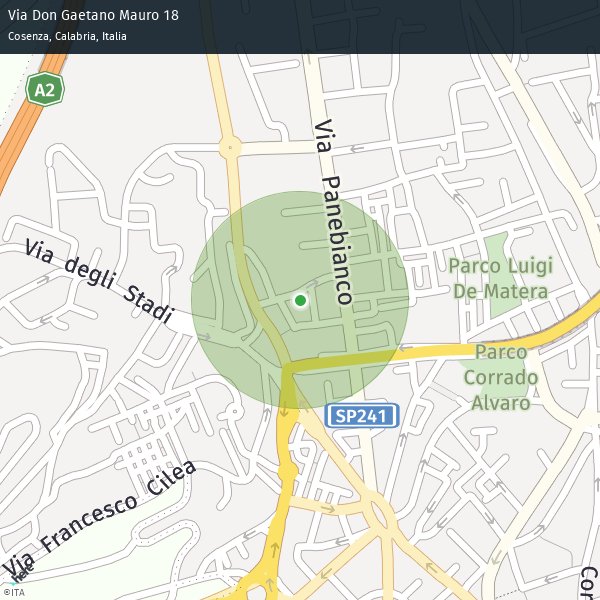 Via Don Gaetano Mauro 18
Cosenza, Calabria, Italia
A2
Via Panebianco
Via degli Stadi
Parco Luigi
De Matera
Parco
Corrado
Alvaro
SP241
Via Francesco Cilea
here
©ITA